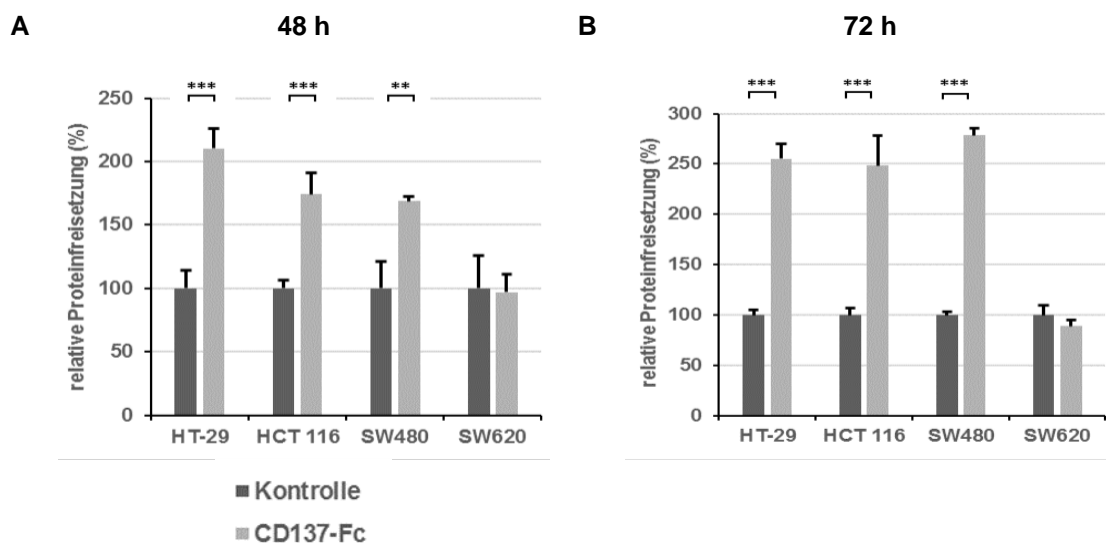 A 48 h
*** *** **
relative Proteinfreisetzung (%)
250
200
150
100
50
0
HT-29 HCT 116 SW480 SW620
B 72 h
*** *** ***
relative Proteinfreisetzung (%)
300
250
200
150
100
50
0
HT-29 HCT 116 SW480 SW620
Kontrolle
CD137-Fc